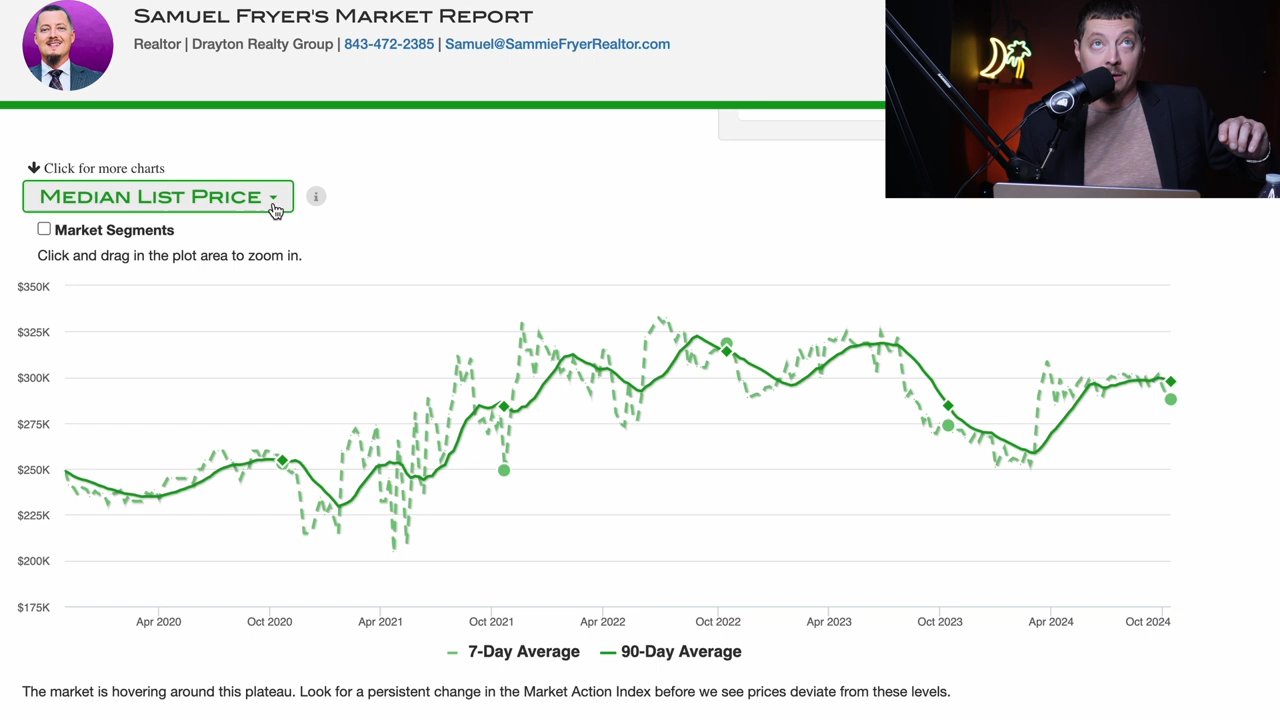 SAMUEL FRYER'S MARKET REPORT
Realtor | Drayton Realty Group | 843-472-2385 | Samuel@SammieFryerRealtor.com
Click for more charts
MEDIAN LIST PRICE
i
Market Segments
Click and drag in the plot area to zoom in.
$350K
$325K
$300K
$275K
$250K
$225K
$200K
$175K
Apr 2020 Oct 2020 Apr 2021 Oct 2021 Apr 2022 Oct 2022 Apr 2023 Oct 2023 Apr 2024 Oct 2024
7-Day Average 90-Day Average
The market is hovering around this plateau. Look for a persistent change in the Market Action Index before we see prices deviate from these levels.